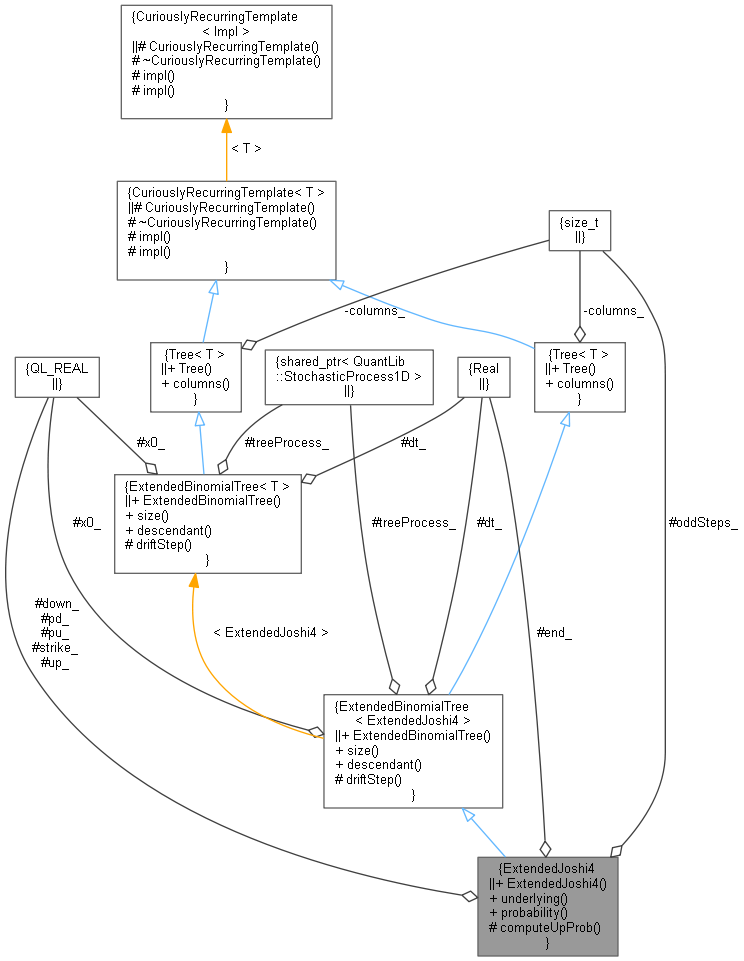 {CuriouslyRecurringTemplate
< Impl >
||# CuriouslyRecurringTemplate()
# ~CuriouslyRecurringTemplate()
# impl()
# impl()
}
< T >
{CuriouslyRecurringTemplate< T >
||# CuriouslyRecurringTemplate()
# ~CuriouslyRecurringTemplate()
# impl()
# impl()
}
{size_t
||}
-columns_
-columns_
{QL_REAL
||}
{Tree< T >
||+ Tree()
+ columns()
}
{shared_ptr< QuantLib
::StochasticProcess1D >
||}
{Real
||}
{Tree< T >
||+ Tree()
+ columns()
}
#x0_
#treeProcess_
#dt_
{ExtendedBinomialTree< T >
||+ ExtendedBinomialTree()
+ size()
+ descendant()
# driftStep()
}
#x0_
#treeProcess_
#dt_
#oddSteps_
#down_
#pd_
#pu_
#strike_
#up_
< ExtendedJoshi4 >
#end_
{ExtendedBinomialTree
< ExtendedJoshi4 >
||+ ExtendedBinomialTree()
+ size()
+ descendant()
# driftStep()
}
{ExtendedJoshi4
||+ ExtendedJoshi4()
+ underlying()
+ probability()
# computeUpProb()
}